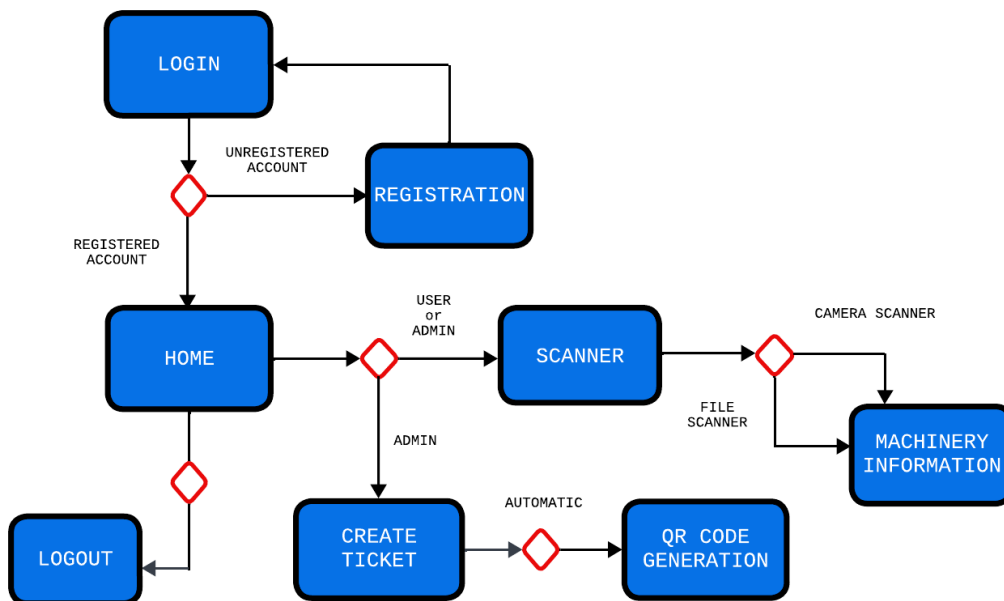 LOGIN
UNREGISTERED
ACCOUNT
REGISTRATION
REGISTERED
ACCOUNT
HOME
USER
or
ADMIN
SCANNER
CAMERA SCANNER
FILE
SCANNER
MACHINERY
INFORMATION
ADMIN
CREATE
TICKET
AUTOMATIC
QR CODE
GENERATION
LOGOUT